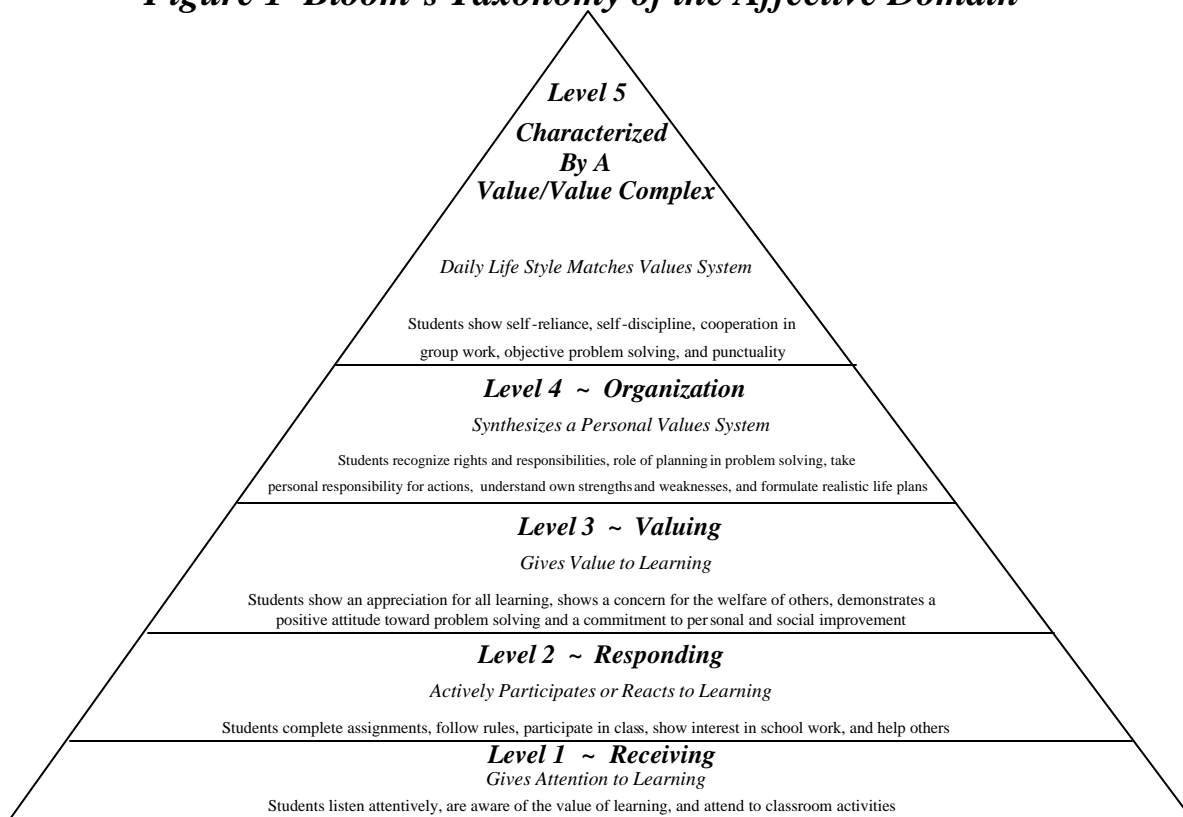 Figure 1 Bloom's Taxonomy of the Affective Domain
Level 5
Characterized
By A
Value/Value Complex
Daily Life Style Matches Values System
Students show self-reliance, self-discipline, cooperation in
group work, objective problem solving, and punctuality
Level 4 ~ Organization
Synthesizes a Personal Values System
Students recognize rights and responsibilities, role of planning in problem solving, take
personal responsibility for actions, understand own strengths and weaknesses, and formulate realistic life plans
Level 3 ~ Valuing
Gives Value to Learning
Students show an appreciation for all learning, shows a concern for the welfare of others, demonstrates a
positive attitude toward problem solving and a commitment to personal and social improvement
Level 2 ~ Responding
Actively Participates or Reacts to Learning
Students complete assignments, follow rules, participate in class, show interest in school work, and help others
Level 1 ~ Receiving
Gives Attention to Learning
Students listen attentively, are aware of the value of learning, and attend to classroom activities